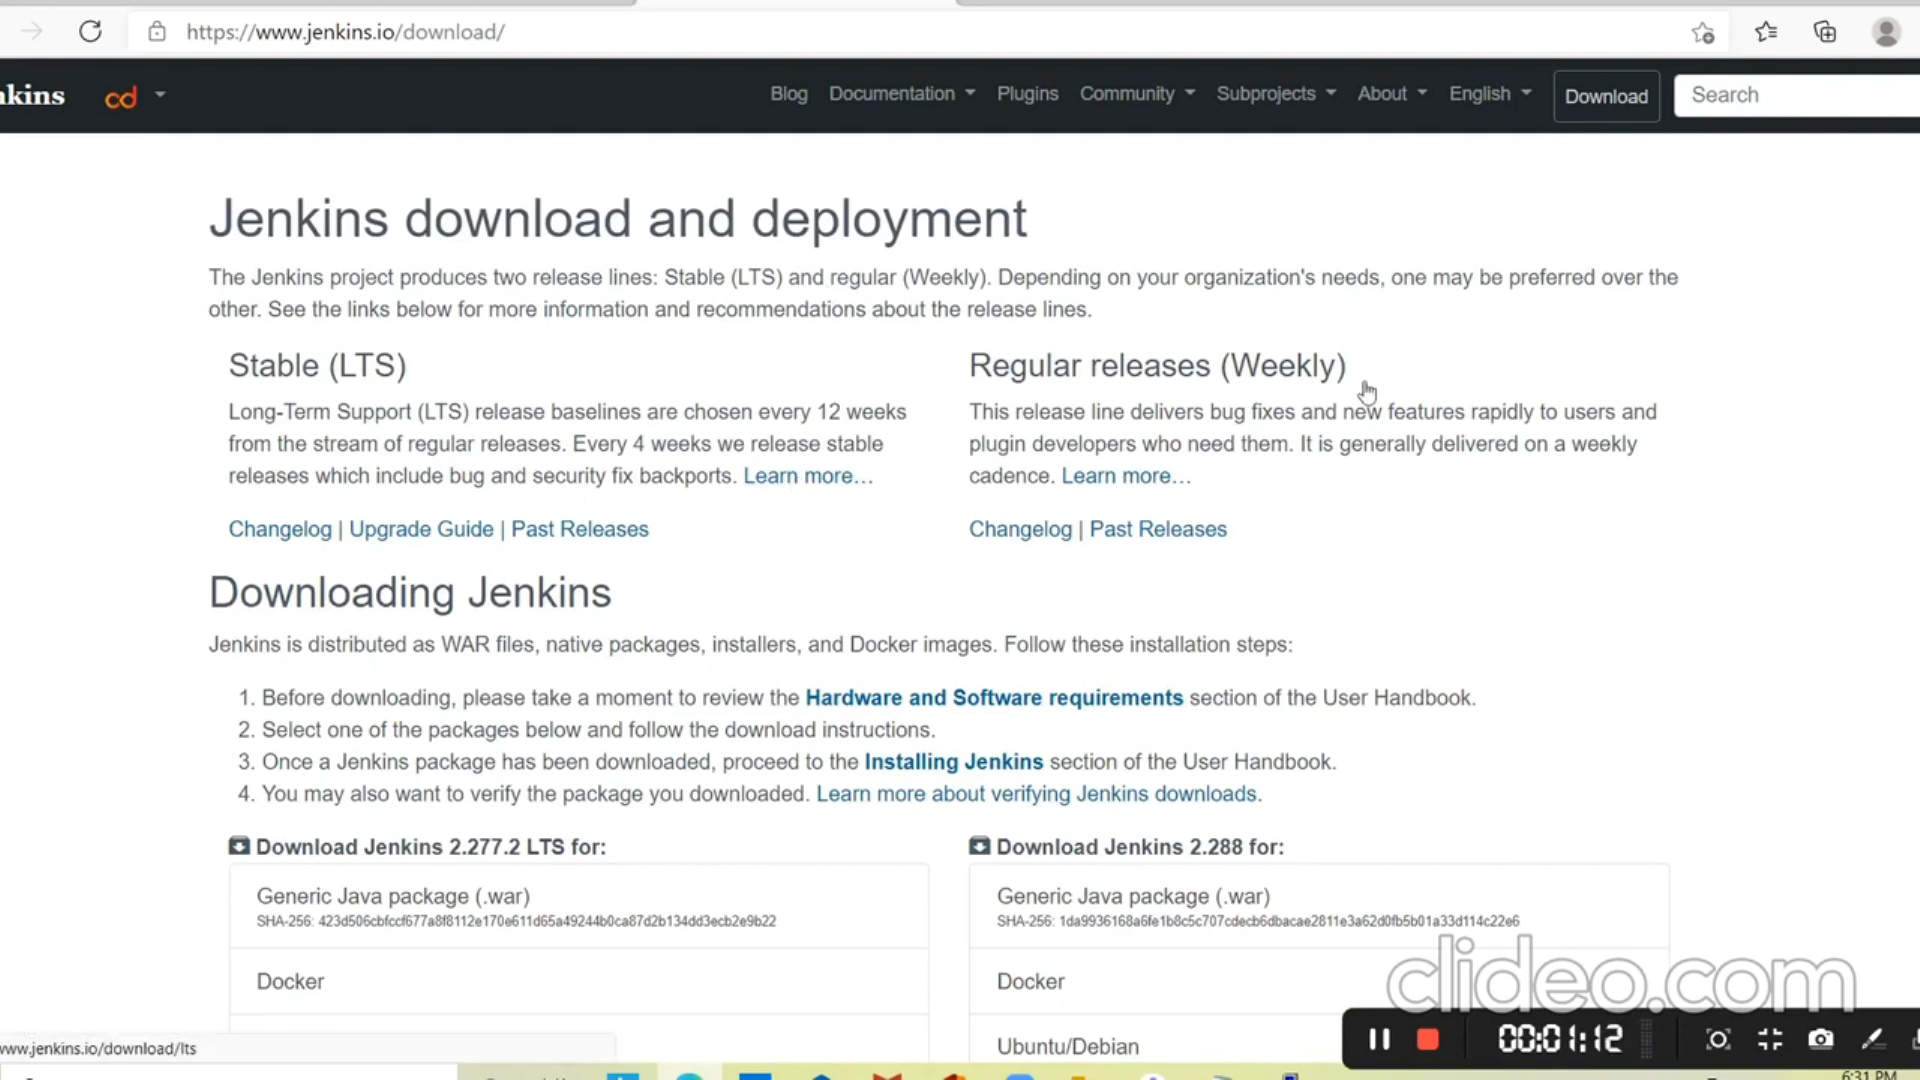 https://www.jenkins.io/download/
nkins cd Blog Documentation Plugins Community Subprojects About English Download Search
Jenkins download and deployment
The Jenkins project produces two release lines: Stable (LTS) and regular (Weekly). Depending on your organization's needs, one may be preferred over the
other. See the links below for more information and recommendations about the release lines.
Stable (LTS)
Long-Term Support (LTS) release baselines are chosen every 12 weeks
from the stream of regular releases. Every 4 weeks we release stable
releases which include bug and security fix backports. Learn more…
Changelog | Upgrade Guide | Past Releases
Regular releases (Weekly)
This release line delivers bug fixes and new features rapidly to users and
plugin developers who need them. It is generally delivered on a weekly
cadence. Learn more…
Changelog | Past Releases
Downloading Jenkins
Jenkins is distributed as WAR files, native packages, installers, and Docker images. Follow these installation steps:
1. Before downloading, please take a moment to review the Hardware and Software requirements section of the User Handbook.
2. Select one of the packages below and follow the download instructions.
3. Once a Jenkins package has been downloaded, proceed to the Installing Jenkins section of the User Handbook.
4. You may also want to verify the package you downloaded. Learn more about verifying Jenkins downloads.
Download Jenkins 2.277.2 LTS for:
Generic Java package (.war)
SHA-256: 423d506cbfccf677a8f8112e170e611d65a49244b0ca87d2b134dd3ecb2e9b22
Docker
Download Jenkins 2.288 for:
Generic Java package (.war)
SHA-256: 1da9936168a6fe1b8c5c707cdecb6dbacae2811e3a62d0fb5b01a33d114c22e6
Docker
Ubuntu/Debian
clideo.com
00:01:12
www.jenkins.io/download/lts
6:31 PM